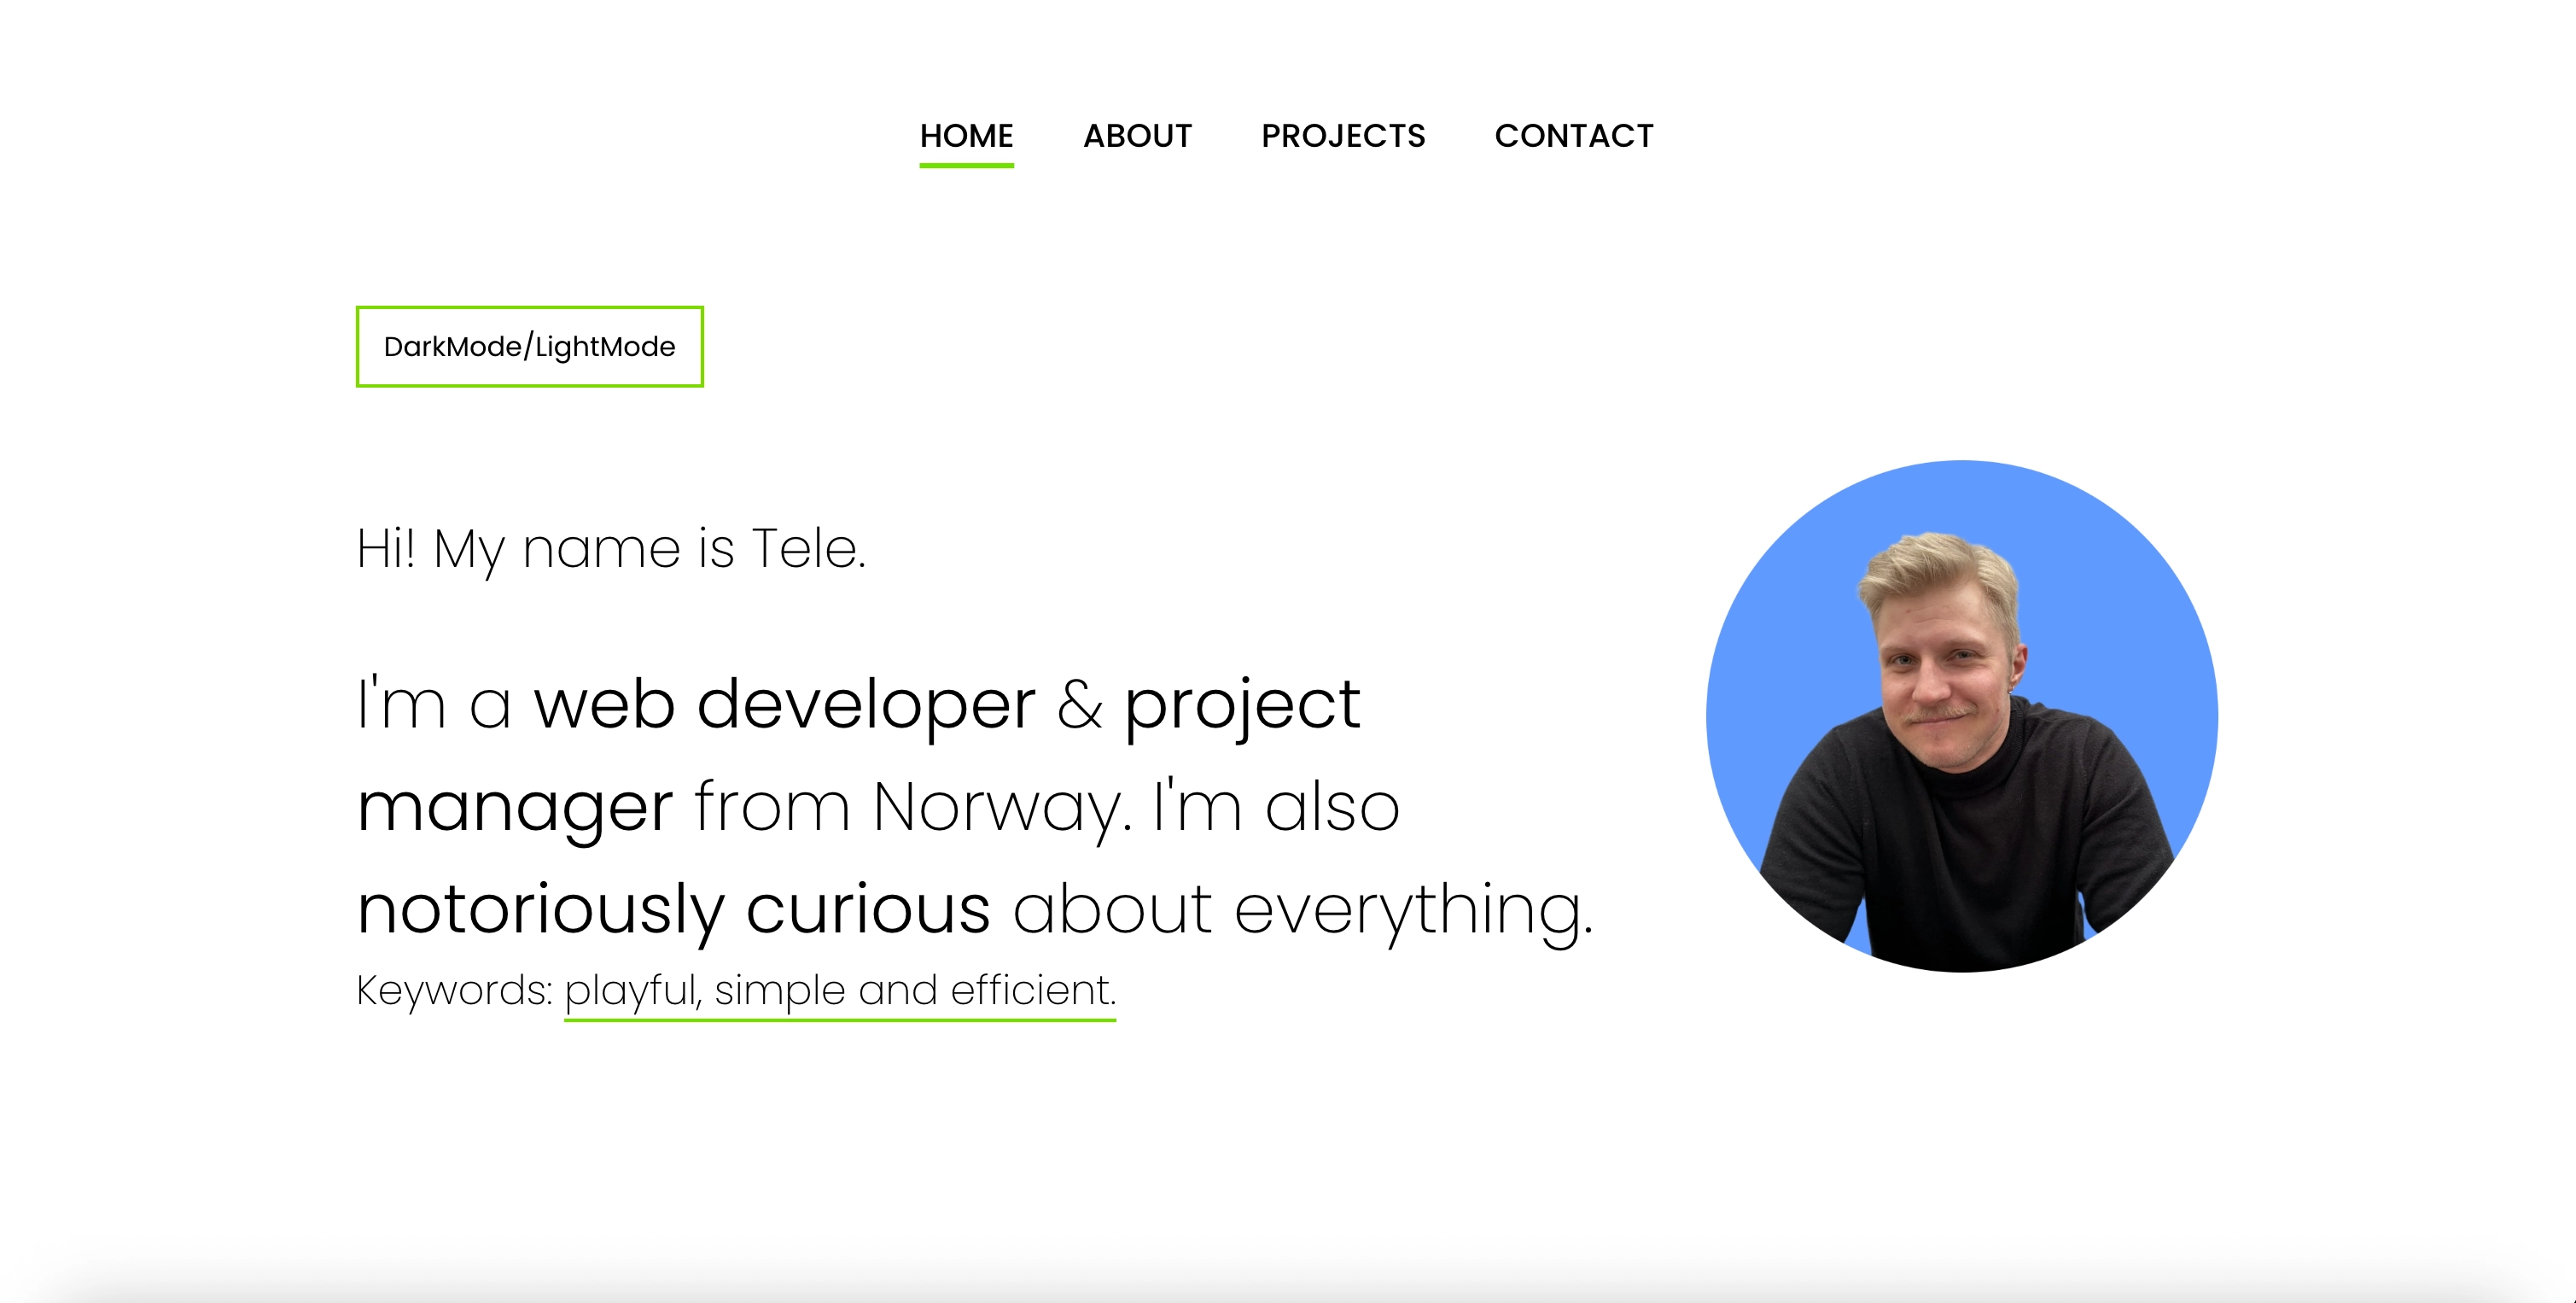 HOME ABOUT PROJECTS CONTACT
DarkMode/LightMode
Hi! My name is Tele.
I'm a web developer & project
manager from Norway. I'm also
notoriously curious about everything.
Keywords: playful, simple and efficient.